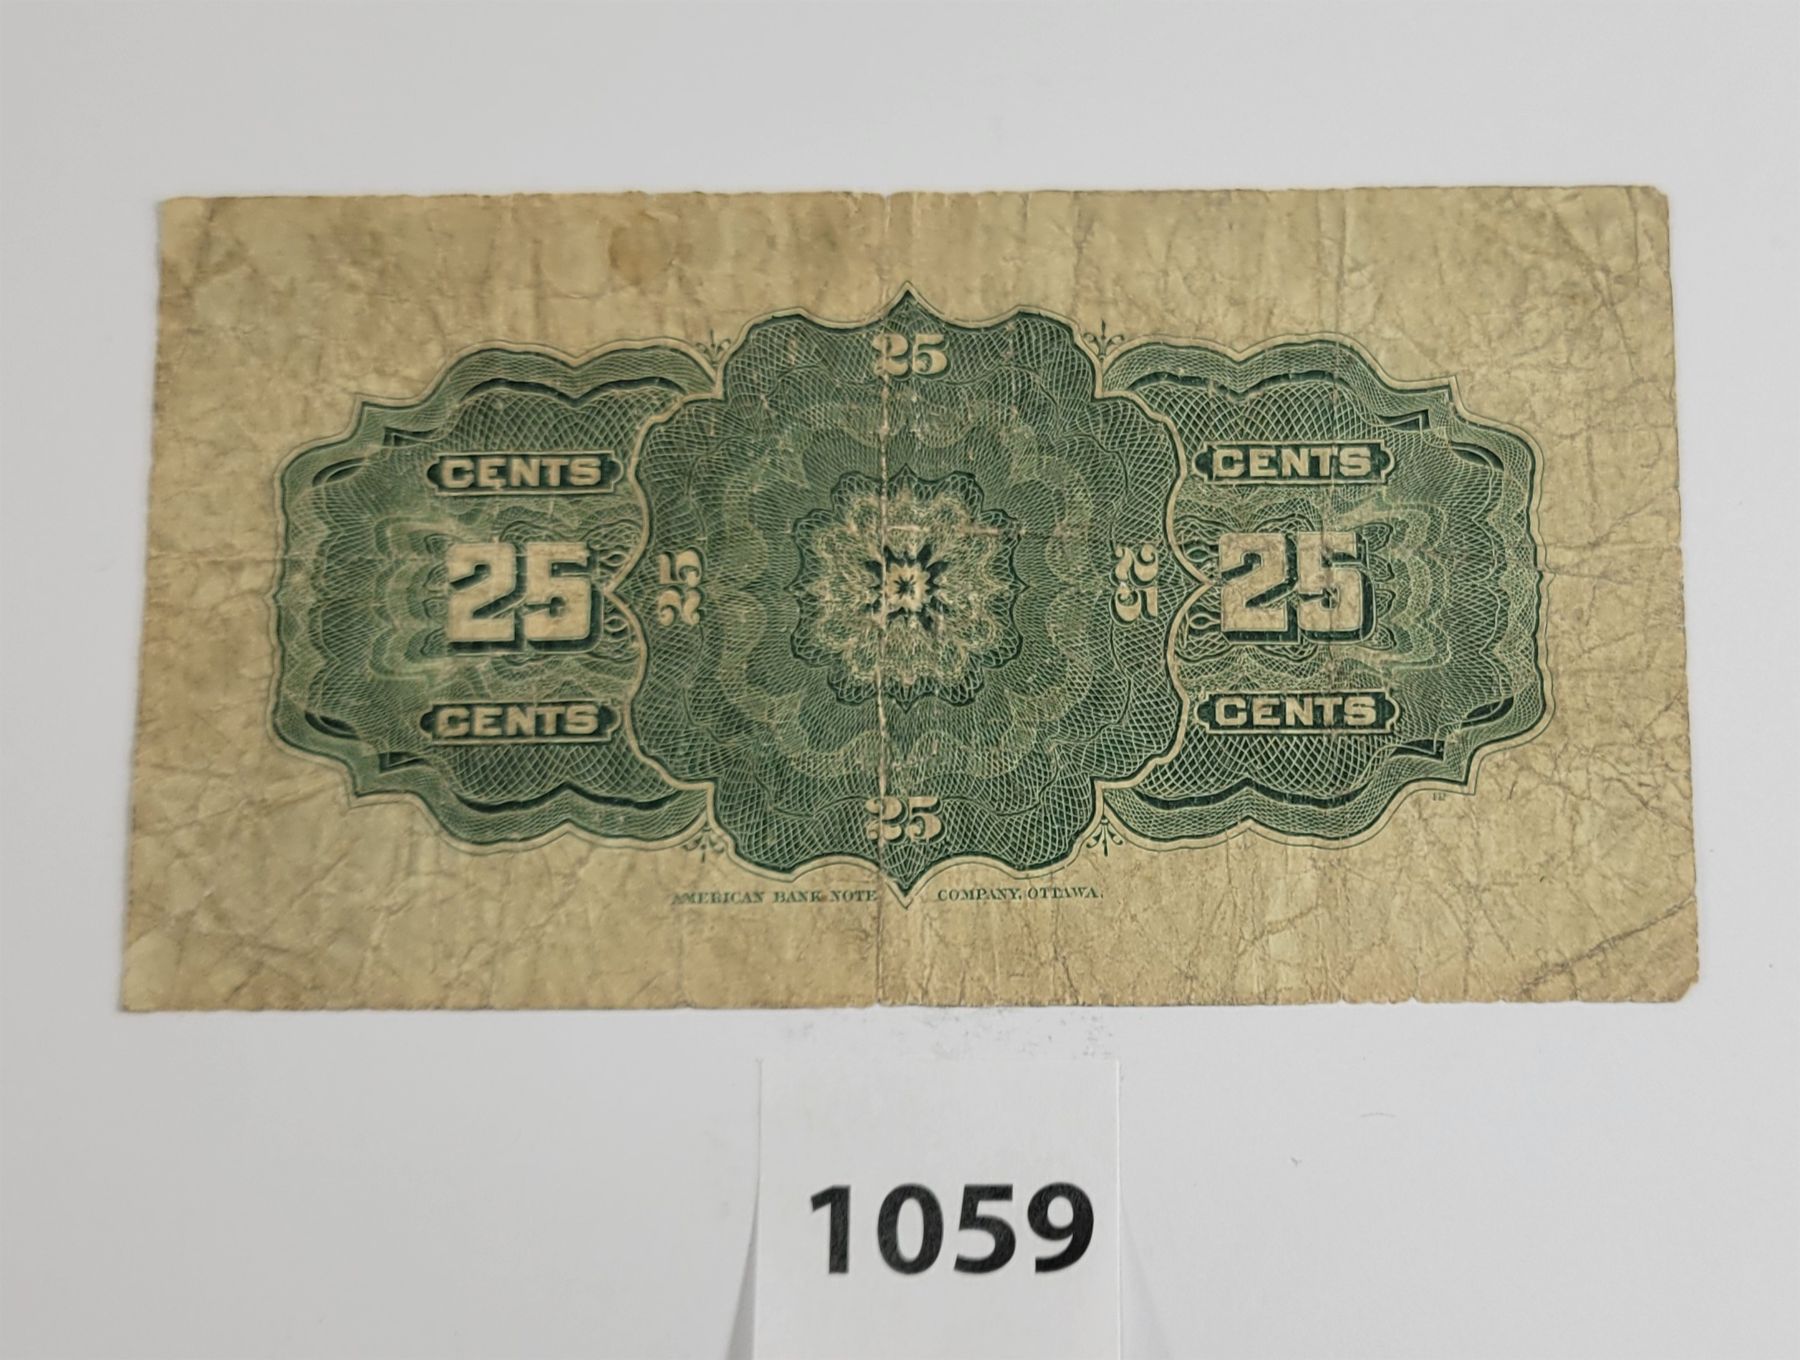 25
CENTS CENTS
25 25 25 25
CENTS CENTS
25
AMERICAN BANK NOTE COMPANY, OTTAWA.
1059